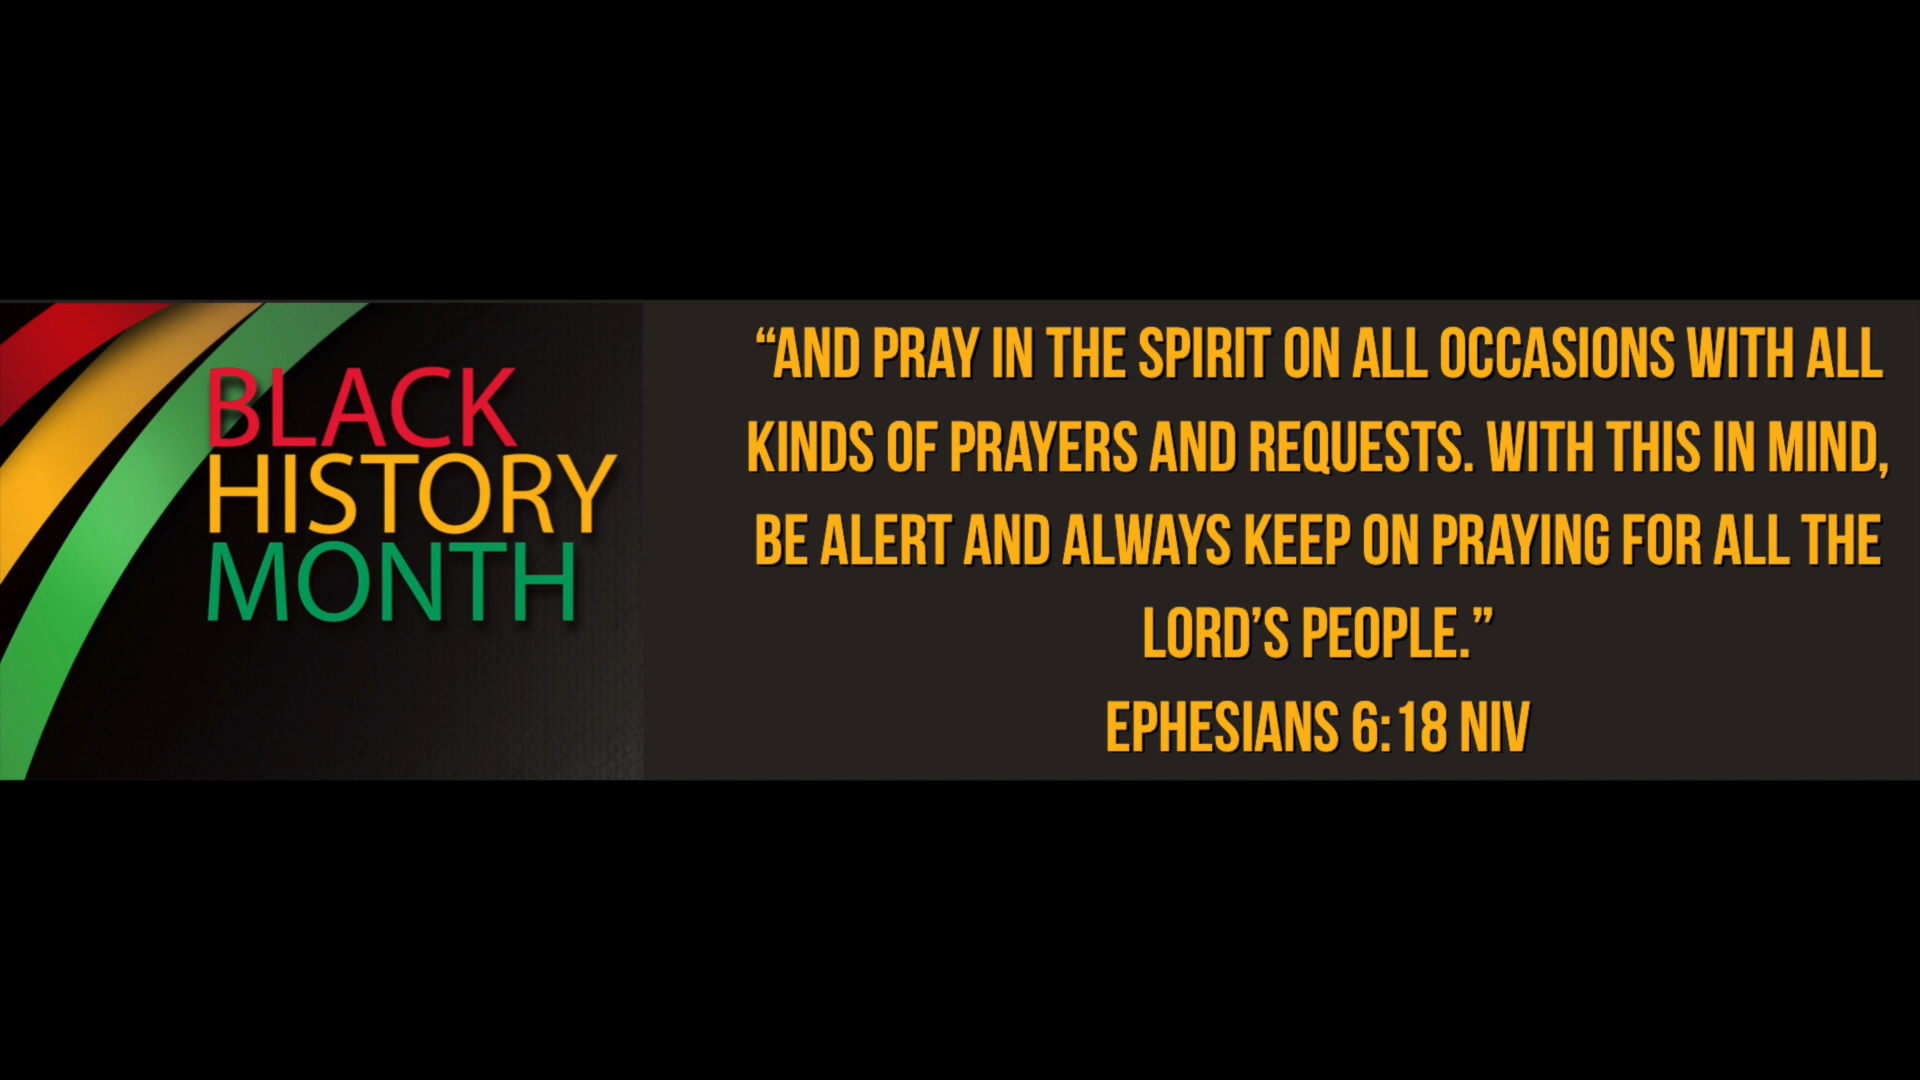 BLACK
HISTORY
MONTH
“AND PRAY IN THE SPIRIT ON ALL OCCASIONS WITH ALL
KINDS OF PRAYERS AND REQUESTS. WITH THIS IN MIND,
BE ALERT AND ALWAYS KEEP ON PRAYING FOR ALL THE
LORD’S PEOPLE.”
EPHESIANS 6:18 NIV